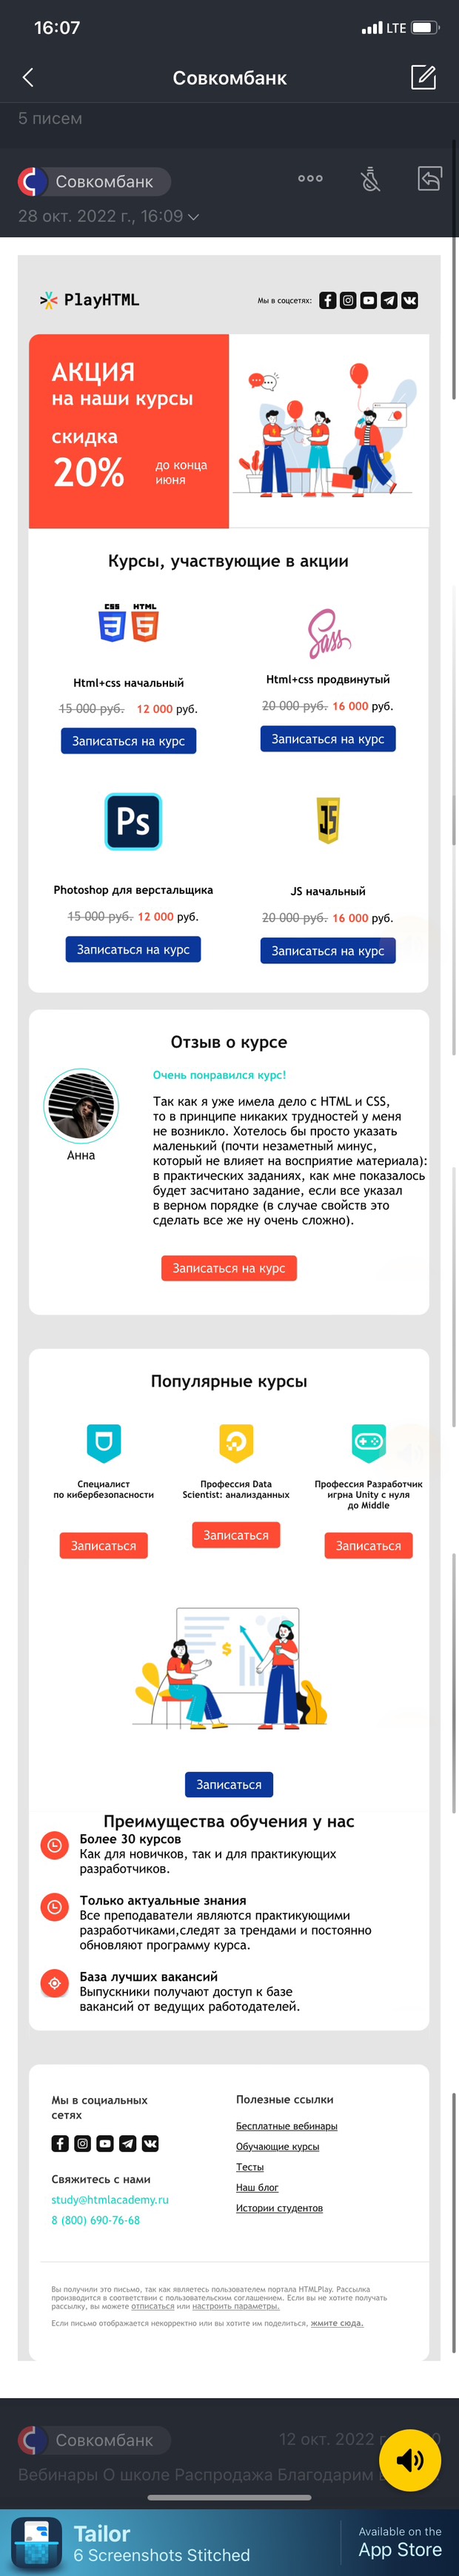 16:07
LTE
Совкомбанк
5 писем
Совкомбанк
28 окт. 2022 г., 16:09
PlayHTML
Мы в соцсетях:
АКЦИЯ
на наши курсы
скидка
20%
до конца
июня
Курсы, участвующие в акции
CSS HTML
3 5
Sass
Html+css начальный
Html+css продвинутый
15 000 руб. 12 000 руб.
20 000 руб. 16 000 руб.
Записаться на курс
Записаться на курс
Ps
JS
Photoshop для верстальщика
JS начальный
15 000 руб. 12 000 руб.
20 000 руб. 16 000 руб.
Записаться на курс
Записаться на курс
Отзыв о курсе
Очень понравился курс!
Так как я уже имела дело с HTML и CSS,
то в принципе никаких трудностей у меня
не возникло. Хотелось бы просто указать
маленький (почти незаметный минус,
который не влияет на восприятие материала):
в практических заданиях, как мне показалось
будет засчитано задание, если все указал
в верном порядке (в случае свойств это
сделать все же ну очень сложно).
Анна
Записаться на курс
Популярные курсы
Специалист
по кибербезопасности
Профессия Data
Scientist: анализданных
Профессия Разработчик
игрна Unity с нуля
до Middle
Записаться
Записаться
Записаться
$
Записаться
Преимущества обучения у нас
Более 30 курсов
Как для новичков, так и для практикующих
разработчиков.
Только актуальные знания
Все преподаватели являются практикующими
разработчиками,следят за трендами и постоянно
обновляют программу курса.
База лучших вакансий
Выпускники получают доступ к базе
вакансий от ведущих работодателей.
Мы в социальных
сетях
Свяжитесь с нами
study@htmlacademy.ru
8 (800) 690-76-68
Полезные ссылки
Бесплатные вебинары
Обучающие курсы
Тесты
Наш блог
Истории студентов
Вы получили это письмо, так как являетесь пользователем портала HTMLPlay. Рассылка
производится в соответствии с пользовательским соглашением. Если вы не хотите получать
рассылку, вы можете отписаться или настроить параметры.
Если письмо отображается некорректно или вы хотите им поделиться, жмите сюда.
Совкомбанк
12 окт. 2022
Вебинары О школе Распродажа Благодарим
Tailor
6 Screenshots Stitched
Available on the
App Store